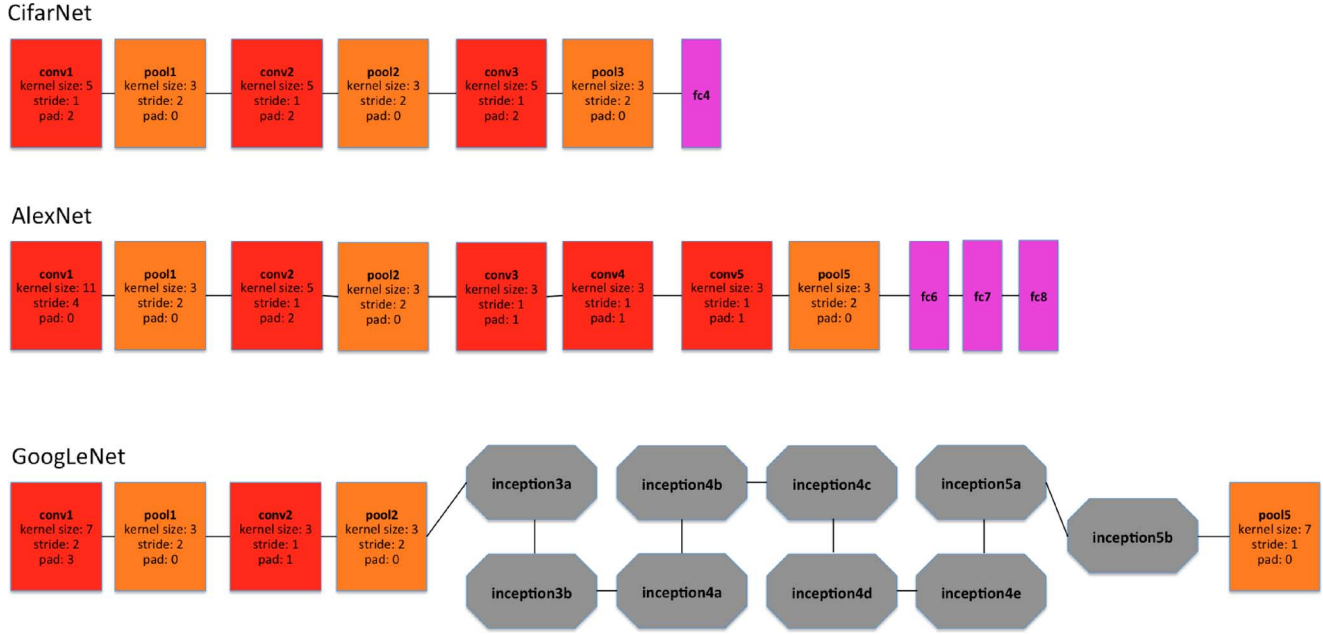 CifarNet
conv1
kernel size: 5
stride: 1
pad: 2
pool1
kernel size: 3
stride: 2
pad: 0
conv2
kernel size: 5
stride: 1
pad: 2
pool2
kernel size: 3
stride: 2
pad: 0
conv3
kernel size: 5
stride: 1
pad: 2
pool3
kernel size: 3
stride: 2
pad: 0
fc4
AlexNet
conv1
kernel size: 11
stride: 4
pad: 0
pool1
kernel size: 3
stride: 2
pad: 0
conv2
kernel size: 5
stride: 1
pad: 2
pool2
kernel size: 3
stride: 2
pad: 0
conv3
kernel size: 3
stride: 1
pad: 1
conv4
kernel size: 3
stride: 1
pad: 1
conv5
kernel size: 3
stride: 1
pad: 1
pool5
kernel size: 3
stride: 2
pad: 0
fc6
fc7
fc8
GoogLeNet
conv1
kernel size: 7
stride: 2
pad: 3
pool1
kernel size: 3
stride: 2
pad: 0
conv2
kernel size: 3
stride: 1
pad: 1
pool2
kernel size: 3
stride: 2
pad: 0
inception3a
inception3b
inception4a
inception4b
inception4c
inception4d
inception4e
inception5a
inception5b
pool5
kernel size: 7
stride: 1
pad: 0